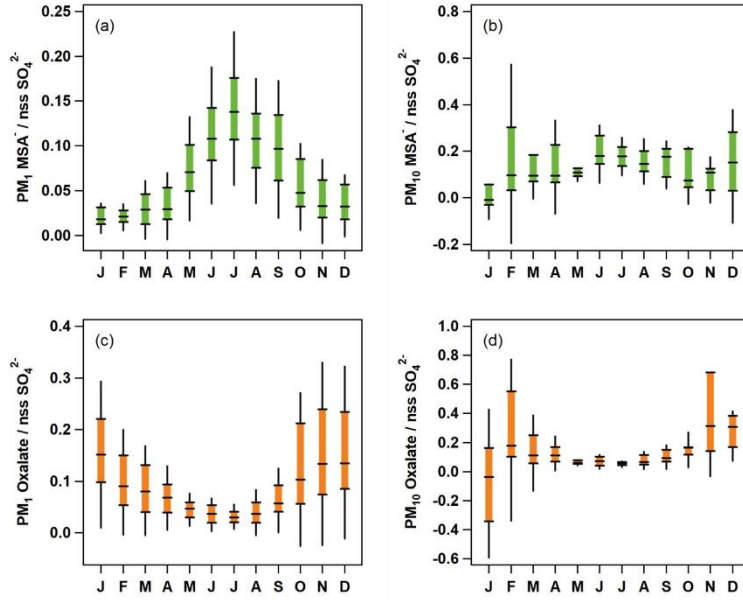 (a)
PM₁ MSA⁻ / nss SO₄²⁻
0.25
0.20
0.15
0.10
0.05
0.00
J F M A M J J A S O N D
(b)
PM₁₀ MSA⁻ / nss SO₄²⁻
0.8
0.6
0.4
0.2
0.0
-0.2
J F M A M J J A S O N D
(c)
PM₁ Oxalate / nss SO₄²⁻
0.4
0.3
0.2
0.1
0.0
J F M A M J J A S O N D
(d)
PM₁₀ Oxalate / nss SO₄²⁻
1.0
0.8
0.6
0.4
0.2
0.0
-0.2
-0.4
-0.6
J F M A M J J A S O N D